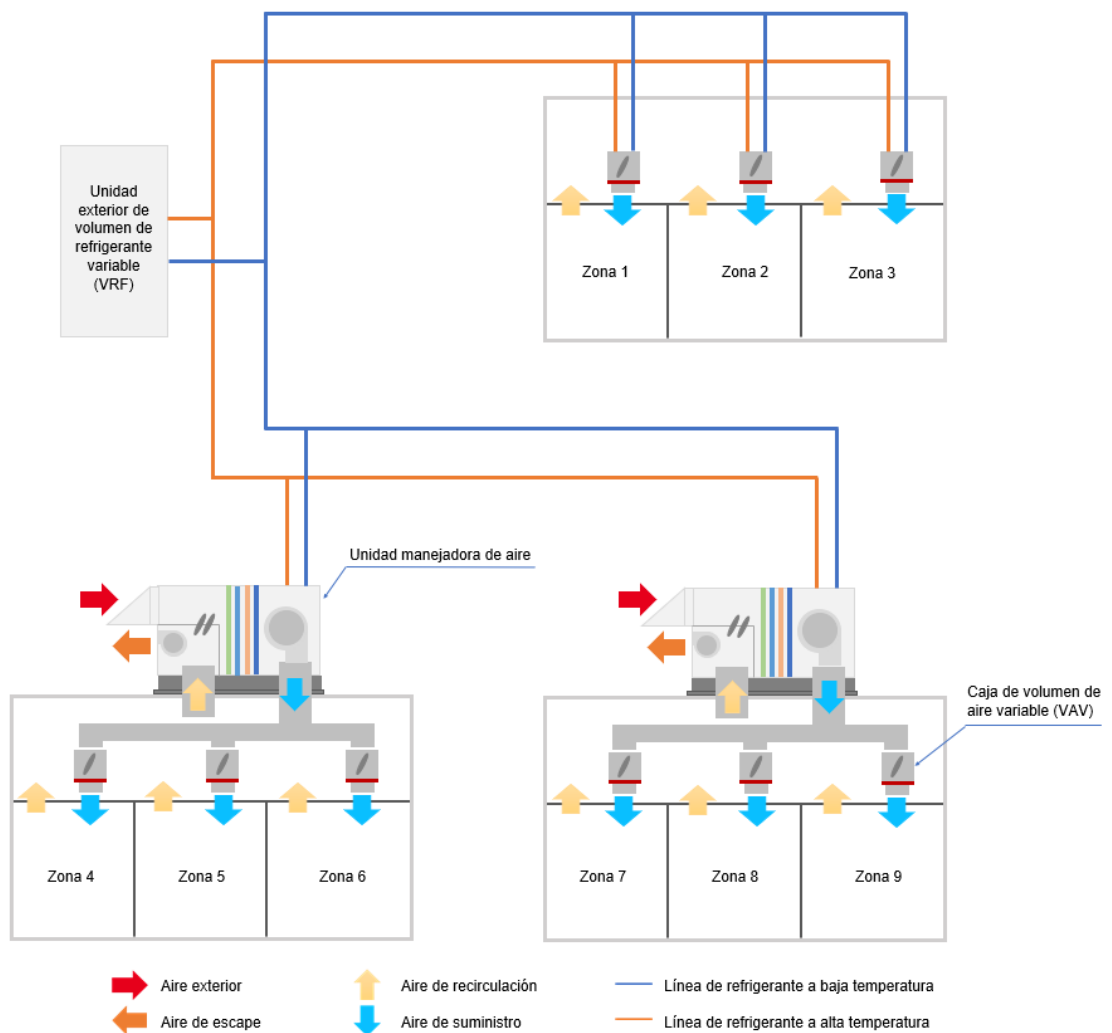 Unidad
exterior de
volumen de
refrigerante
variable
(VRF)
Zona 1
Zona 2
Zona 3
Unidad manejadora de aire
Caja de volumen de
aire variable (VAV)
Zona 4
Zona 5
Zona 6
Zona 7
Zona 8
Zona 9
Aire exterior
Aire de recirculación
Línea de refrigerante a baja temperatura
Aire de escape
Aire de suministro
Línea de refrigerante a alta temperatura